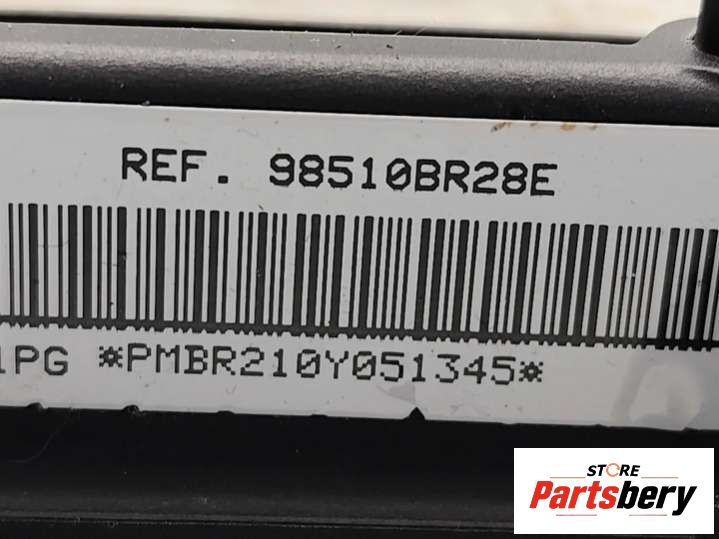 REF. 98510BR28E
1PG *PMBR210Y051345*
STORE
Partsbery